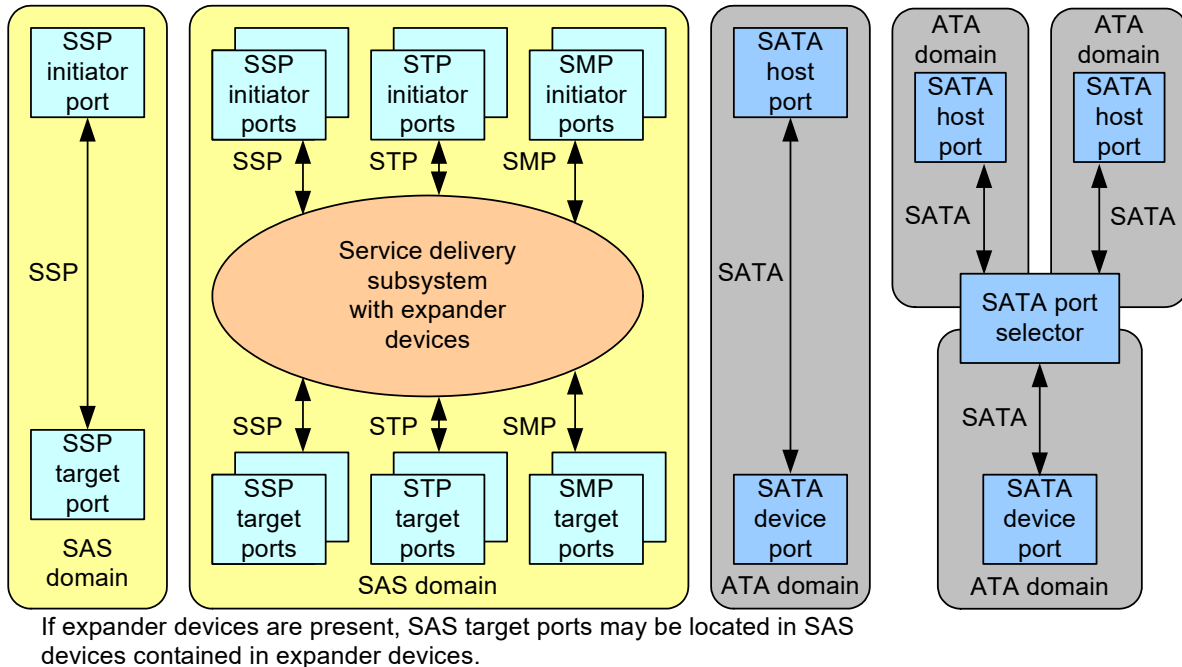 SSP
initiator
port
SSP
SSP
target
port
SAS
domain
SSP
initiator
ports
STP
initiator
ports
SMP
initiator
ports
SSP
STP
SMP
Service delivery
subsystem
with expander
devices
SSP
STP
SMP
SSP
target
ports
STP
target
ports
SMP
target
ports
SAS domain
SATA
host
port
SATA
SATA
device
port
ATA domain
ATA
domain
SATA
host
port
SATA
ATA
domain
SATA
host
port
SATA
SATA port
selector
SATA
SATA
device
port
ATA domain
If expander devices are present, SAS target ports may be located in SAS
devices contained in expander devices.